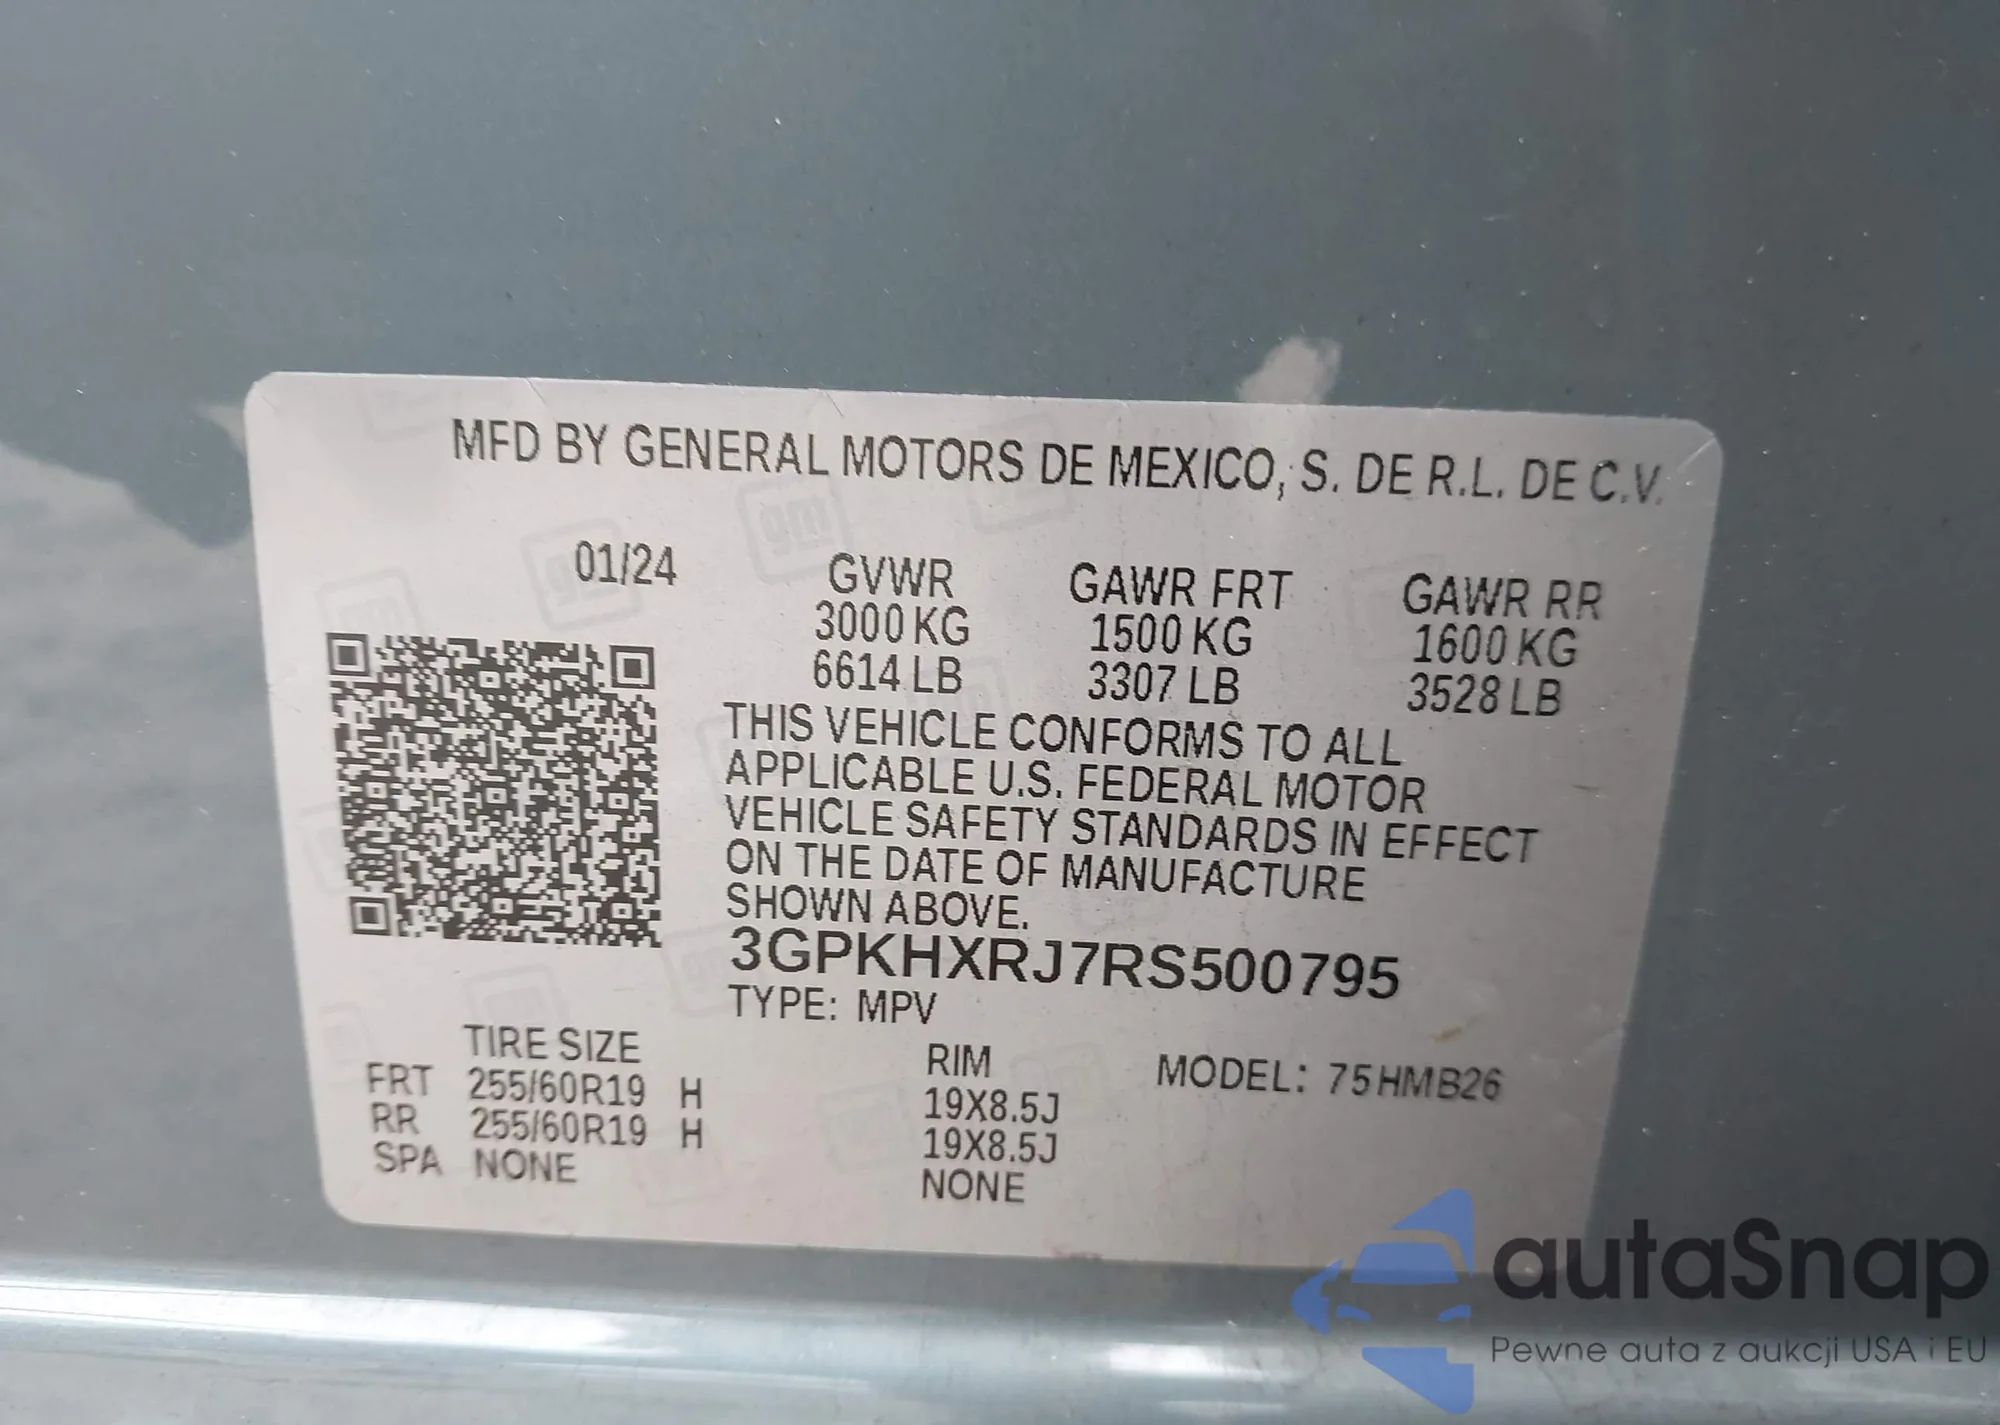 MFD BY GENERAL MOTORS DE MEXICO, S. DE R.L. DE C.V.
01/24 GVWR GAWR FRT GAWR RR
3000 KG 1500 KG 1600 KG
6614 LB 3307 LB 3528 LB
THIS VEHICLE CONFORMS TO ALL
APPLICABLE U.S. FEDERAL MOTOR
VEHICLE SAFETY STANDARDS IN EFFECT
ON THE DATE OF MANUFACTURE
SHOWN ABOVE.
3GPKHXRJ7RS500795
TYPE: MPV
TIRE SIZE RIM MODEL: 75HMB26
FRT 255/60R19 H 19X8.5J
RR 255/60R19 H 19X8.5J
SPA NONE NONE
autaSnap
Pewne auta z aukcji USA i EU